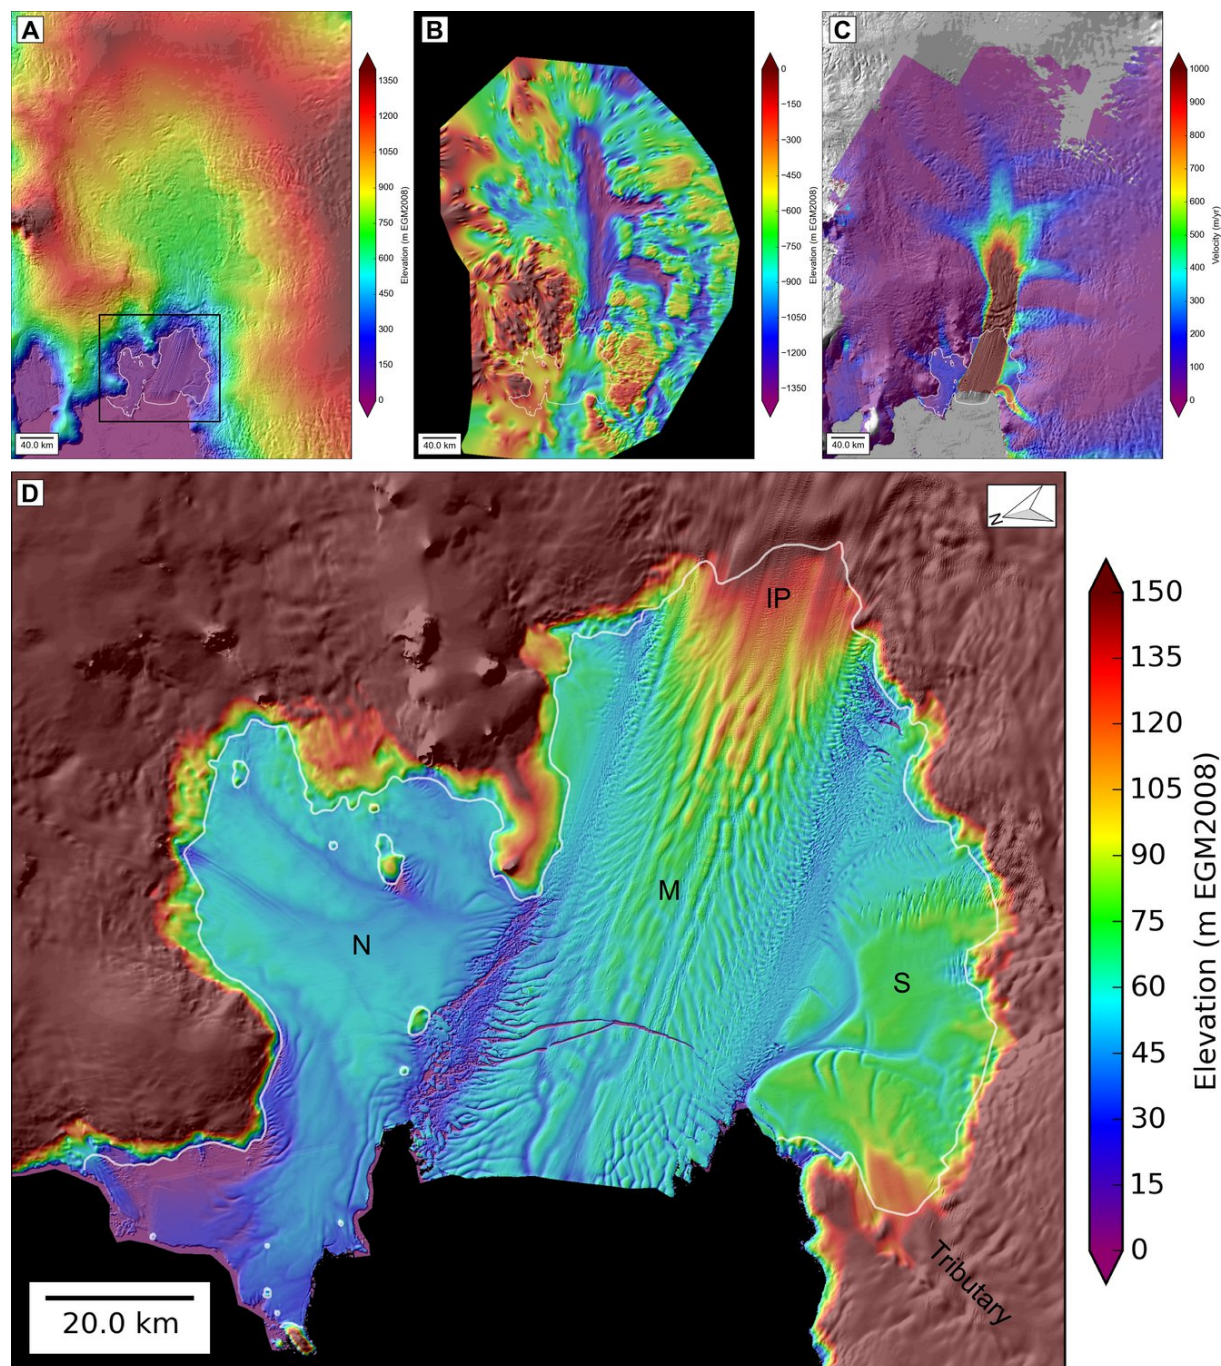 A
1350
1200
1050
900
750
600
450
300
150
0
Elevation (m EGM2008)
40.0 km
B
0
−150
−300
−450
−600
−750
−900
−1050
−1200
−1350
Elevation (m EGM2008)
40.0 km
C
1000
900
800
700
600
500
400
300
200
100
0
Velocity (m/yr)
40.0 km
D
N
IP
M
N
S
Tributary
20.0 km
150
135
120
105
90
75
60
45
30
15
0
Elevation (m EGM2008)